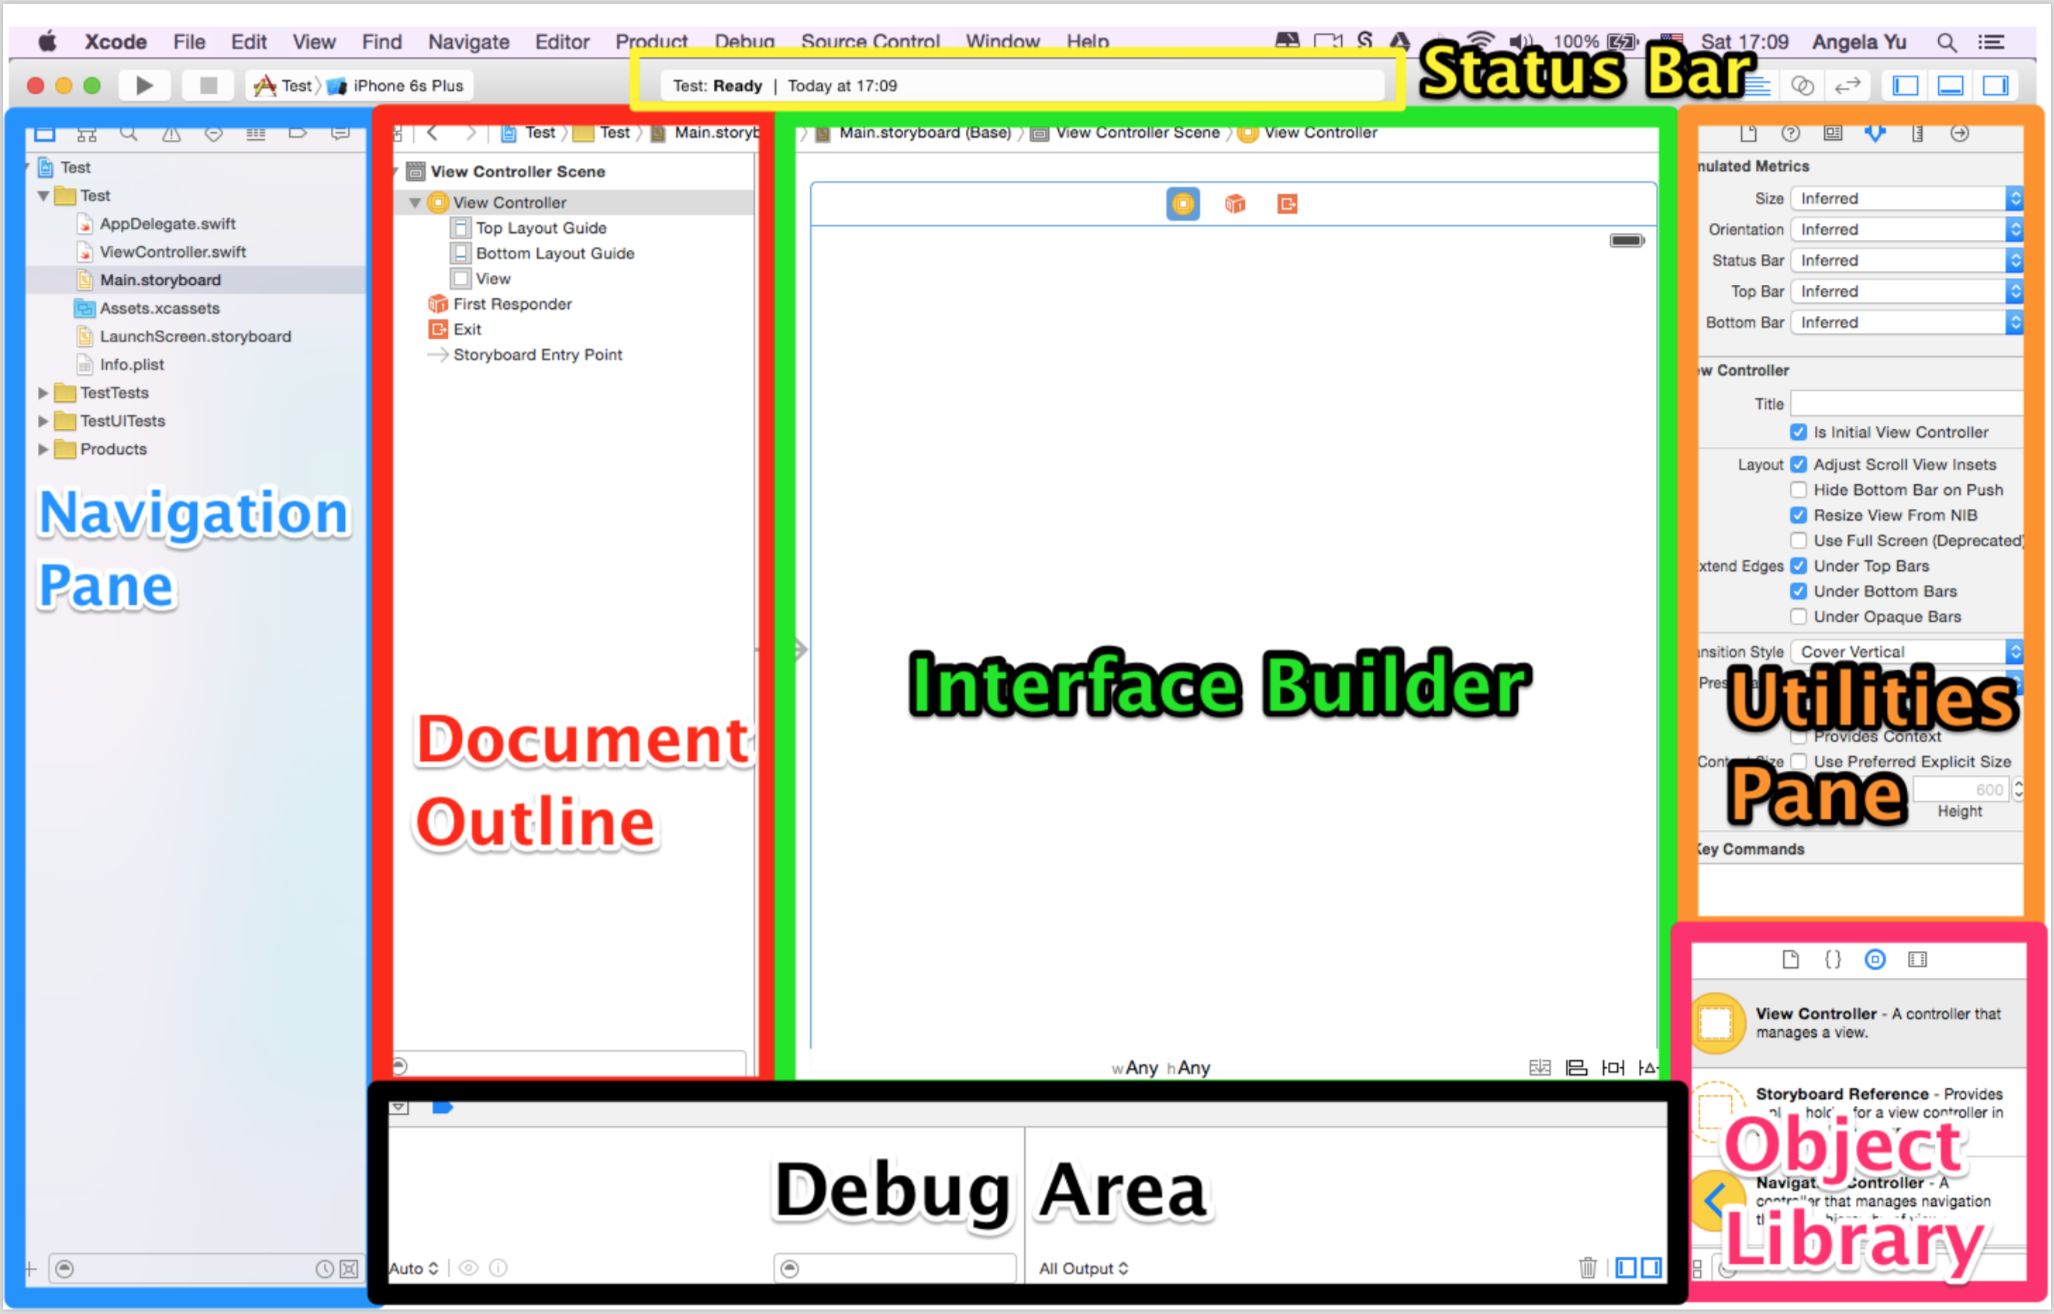 Xcode File Edit View Find Navigate Editor Product Debug Source Control Window Help
100% Sat 17:09 Angela Yu
Status Bar
Test iPhone 6s Plus
Test: Ready | Today at 17:09
Test
Test
AppDelegate.swift
ViewController.swift
Main.storyboard
Assets.xcassets
LaunchScreen.storyboard
Info.plist
TestTests
TestUITests
Products
Navigation
Pane
Test Test Main.storyb
View Controller Scene
View Controller
Top Layout Guide
Bottom Layout Guide
View
First Responder
Exit
Storyboard Entry Point
Document
Outline
Main.storyboard (Base) View Controller Scene View Controller
Interface Builder
wAny hAny
mulated Metrics
Size Inferred
Orientation Inferred
Status Bar Inferred
Top Bar Inferred
Bottom Bar Inferred
ew Controller
Title
Is Initial View Controller
Layout Adjust Scroll View Insets
Hide Bottom Bar on Push
Resize View From NIB
Use Full Screen (Deprecated)
xtend Edges Under Top Bars
Under Bottom Bars
Under Opaque Bars
ansition Style Cover Vertical
Utilities
Provides Context
Use Preferred Explicit Size
Pane
600
Height
Key Commands
View Controller - A controller that
manages a view.
Storyboard Reference - Provides
for a view controller in
Object
Controller - A
that manages navigation
Library
Debug Area
Auto
All Output